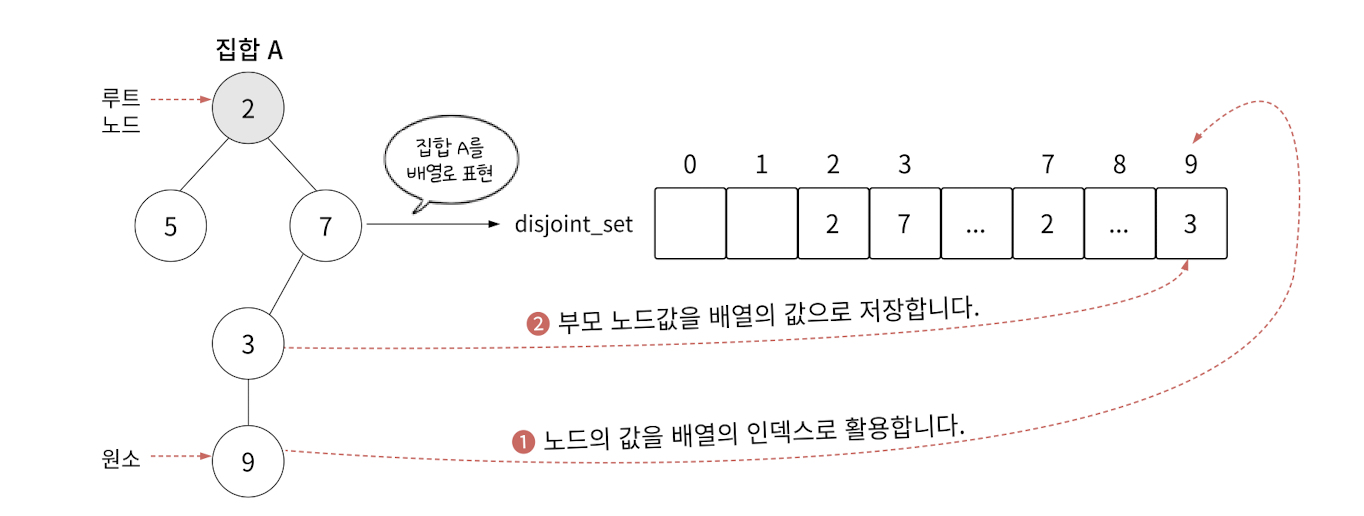 집합 A
루트
노드
2
5
7
3
원소
9
집합 A를
배열로 표현
disjoint_set
0 1 2 3 7 8 9
2 7 ... 2 ... 3
2 부모 노드값을 배열의 값으로 저장합니다.
1 노드의 값을 배열의 인덱스로 활용합니다.